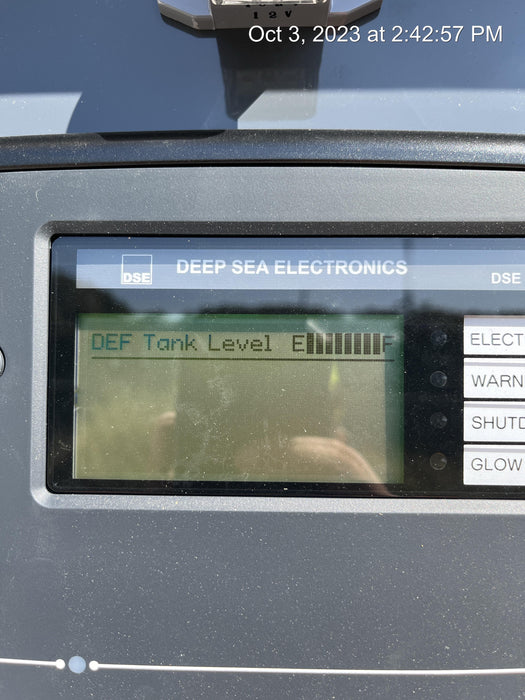 12V
Oct 3, 2023 at 2:42:57 PM
DSE
DEEP SEA ELECTRONICS
DSE
DEF Tank Level E F
ELECT
WARN
SHUTD
GLOW